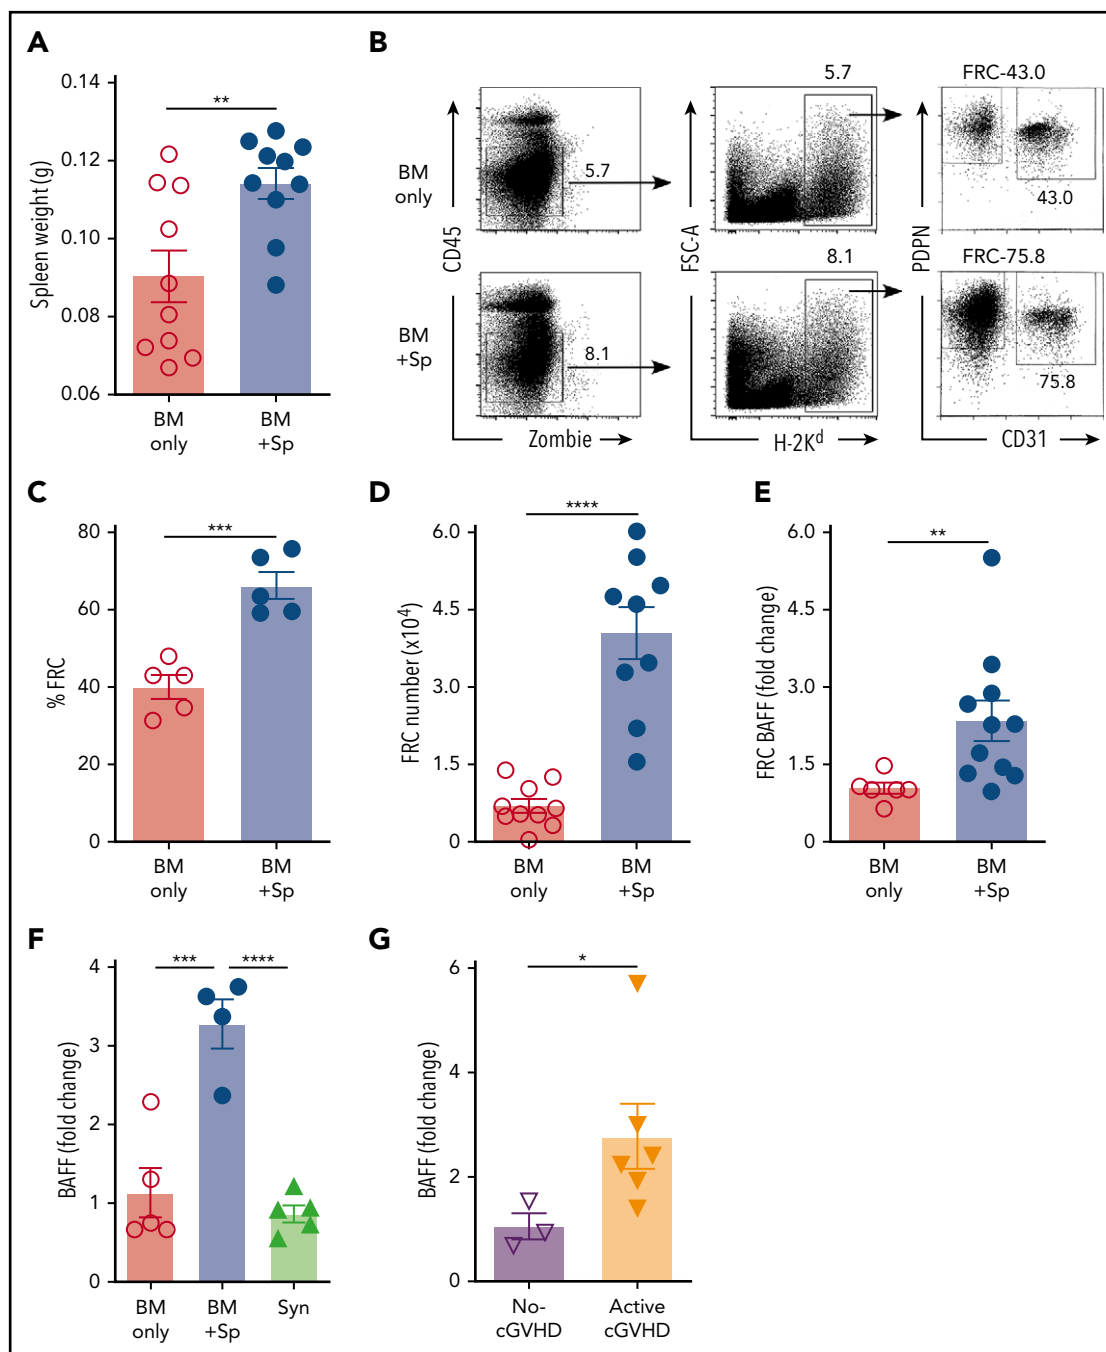 A
Spleen weight (g)
0.14
0.12
0.10
0.08
0.06
**
BM only
BM +Sp
B
BM only
BM +Sp
CD45
Zombie
5.7
8.1
FSC-A
H-2Kd
5.7
8.1
PDPN
CD31
FRC-43.0
43.0
FRC-75.8
75.8
C
% FRC
80
60
40
20
0
***
BM only
BM +Sp
D
FRC number (x104)
6.0
4.5
3.0
1.5
0
****
BM only
BM +Sp
E
FRC BAFF (fold change)
6.0
4.5
3.0
1.5
0
**
BM only
BM +Sp
F
BAFF (fold change)
4
3
2
1
0
***
****
BM only
BM +Sp
Syn
G
BAFF (fold change)
6
4
2
0
*
No-cGVHD
Active cGVHD